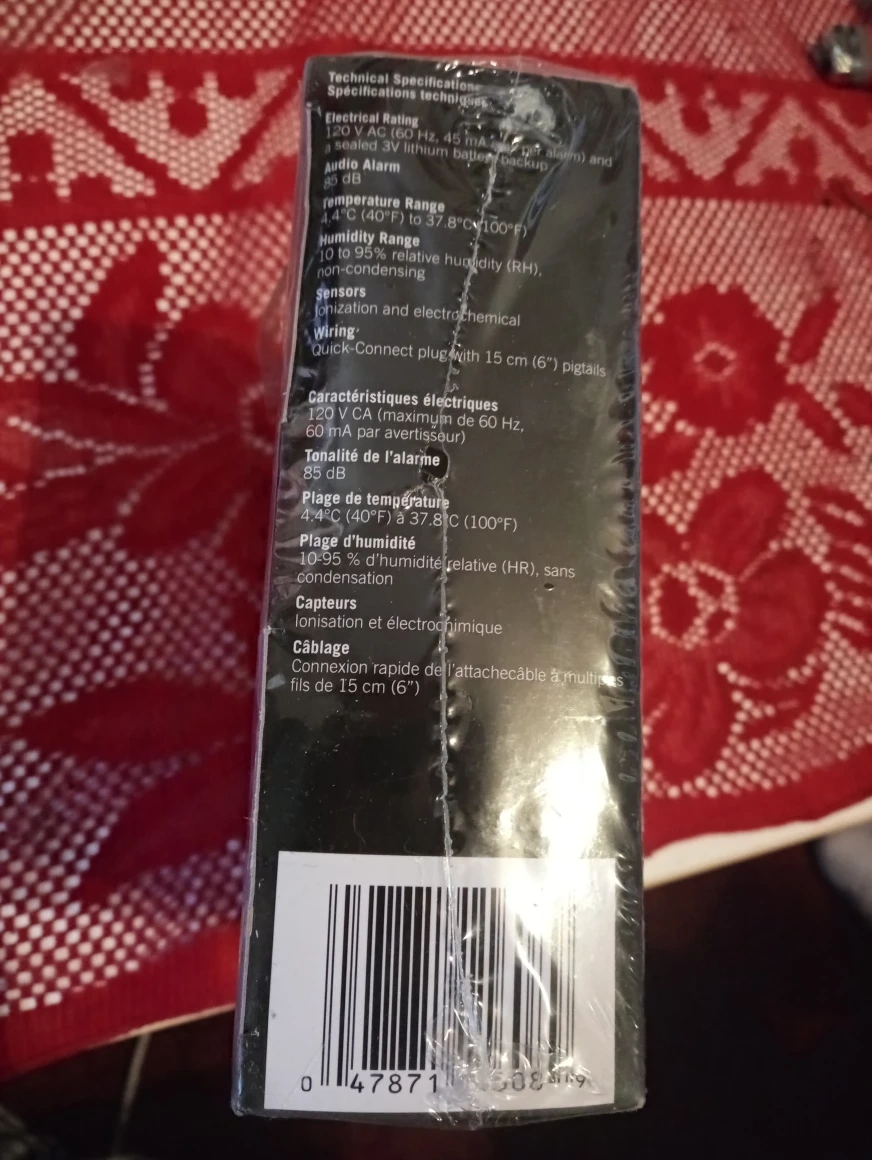 Technical Specification
Spécifications techniques
Electrical Rating
120 V AC (60 Hz, 45 mA per alarm) and
a sealed 3V lithium battery backup
Audio Alarm
85 dB
Temperature Range
4.4°C (40°F) to 37.8°C (100°F)
Humidity Range
10 to 95% relative humidity (RH),
non-condensing
Sensors
Ionization and electrochemical
Wiring
Quick-Connect plug with 15 cm (6") pigtails
Caractéristiques électriques
120 V CA (maximum de 60 Hz,
60 mA par avertisseur)
Tonalité de l'alarme
85 dB
Plage de température
4.4°C (40°F) à 37.8°C (100°F)
Plage d'humidité
10-95 % d'humidité relative (HR), sans
condensation
Capteurs
Ionisation et électrochimique
Câblage
Connexion rapide de l'attachecâble à multiples
fils de 15 cm (6")
0 47871